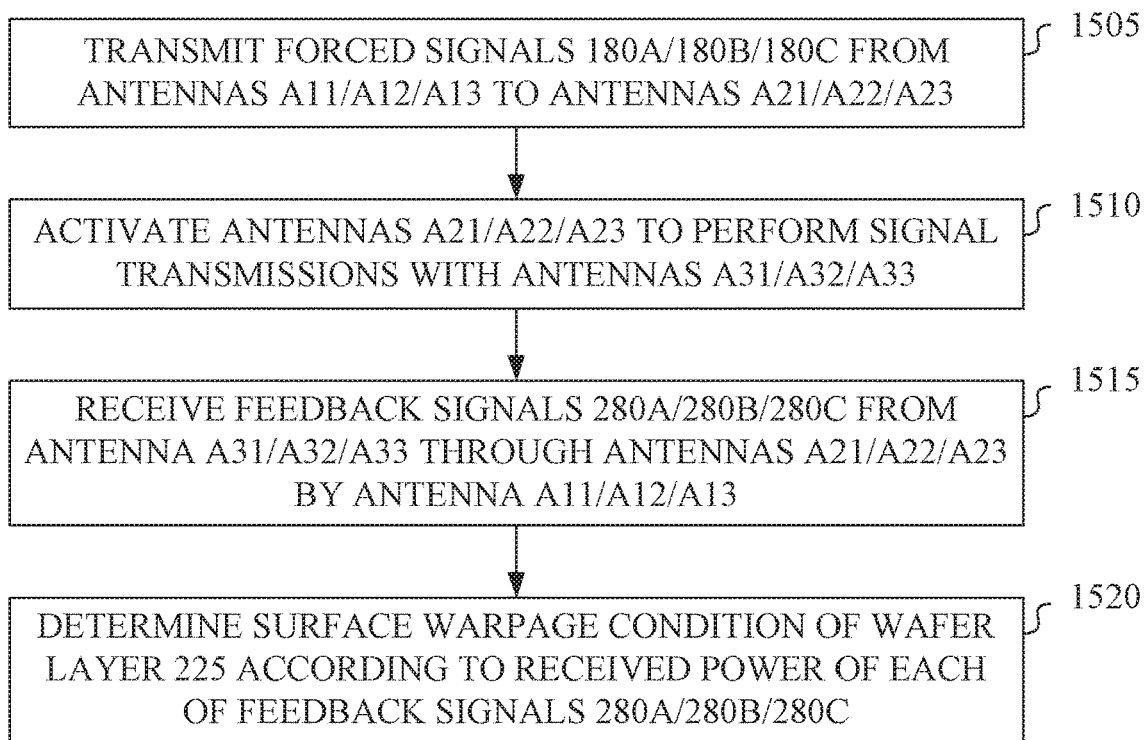 1505
TRANSMIT FORCED SIGNALS 180A/180B/180C FROM
ANTENNAS A11/A12/A13 TO ANTENNAS A21/A22/A23
1510
ACTIVATE ANTENNAS A21/A22/A23 TO PERFORM SIGNAL
TRANSMISSIONS WITH ANTENNAS A31/A32/A33
1515
RECEIVE FEEDBACK SIGNALS 280A/280B/280C FROM
ANTENNA A31/A32/A33 THROUGH ANTENNAS A21/A22/A23
BY ANTENNA A11/A12/A13
1520
DETERMINE SURFACE WARPAGE CONDITION OF WAFER
LAYER 225 ACCORDING TO RECEIVED POWER OF EACH
OF FEEDBACK SIGNALS 280A/280B/280C